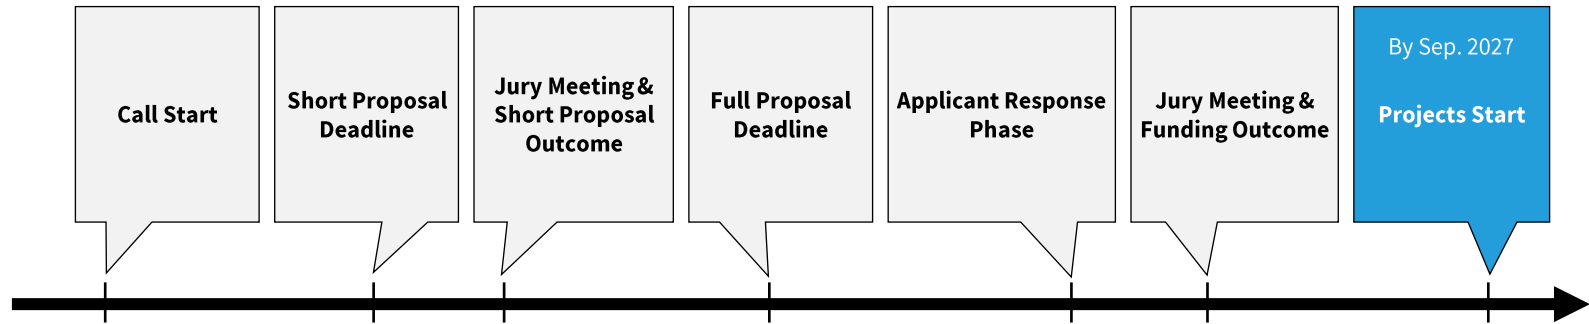 Call Start
Short Proposal
Deadline
Jury Meeting &
Short Proposal
Outcome
Full Proposal
Deadline
Applicant Response
Phase
Jury Meeting &
Funding Outcome
By Sep. 2027
Projects Start